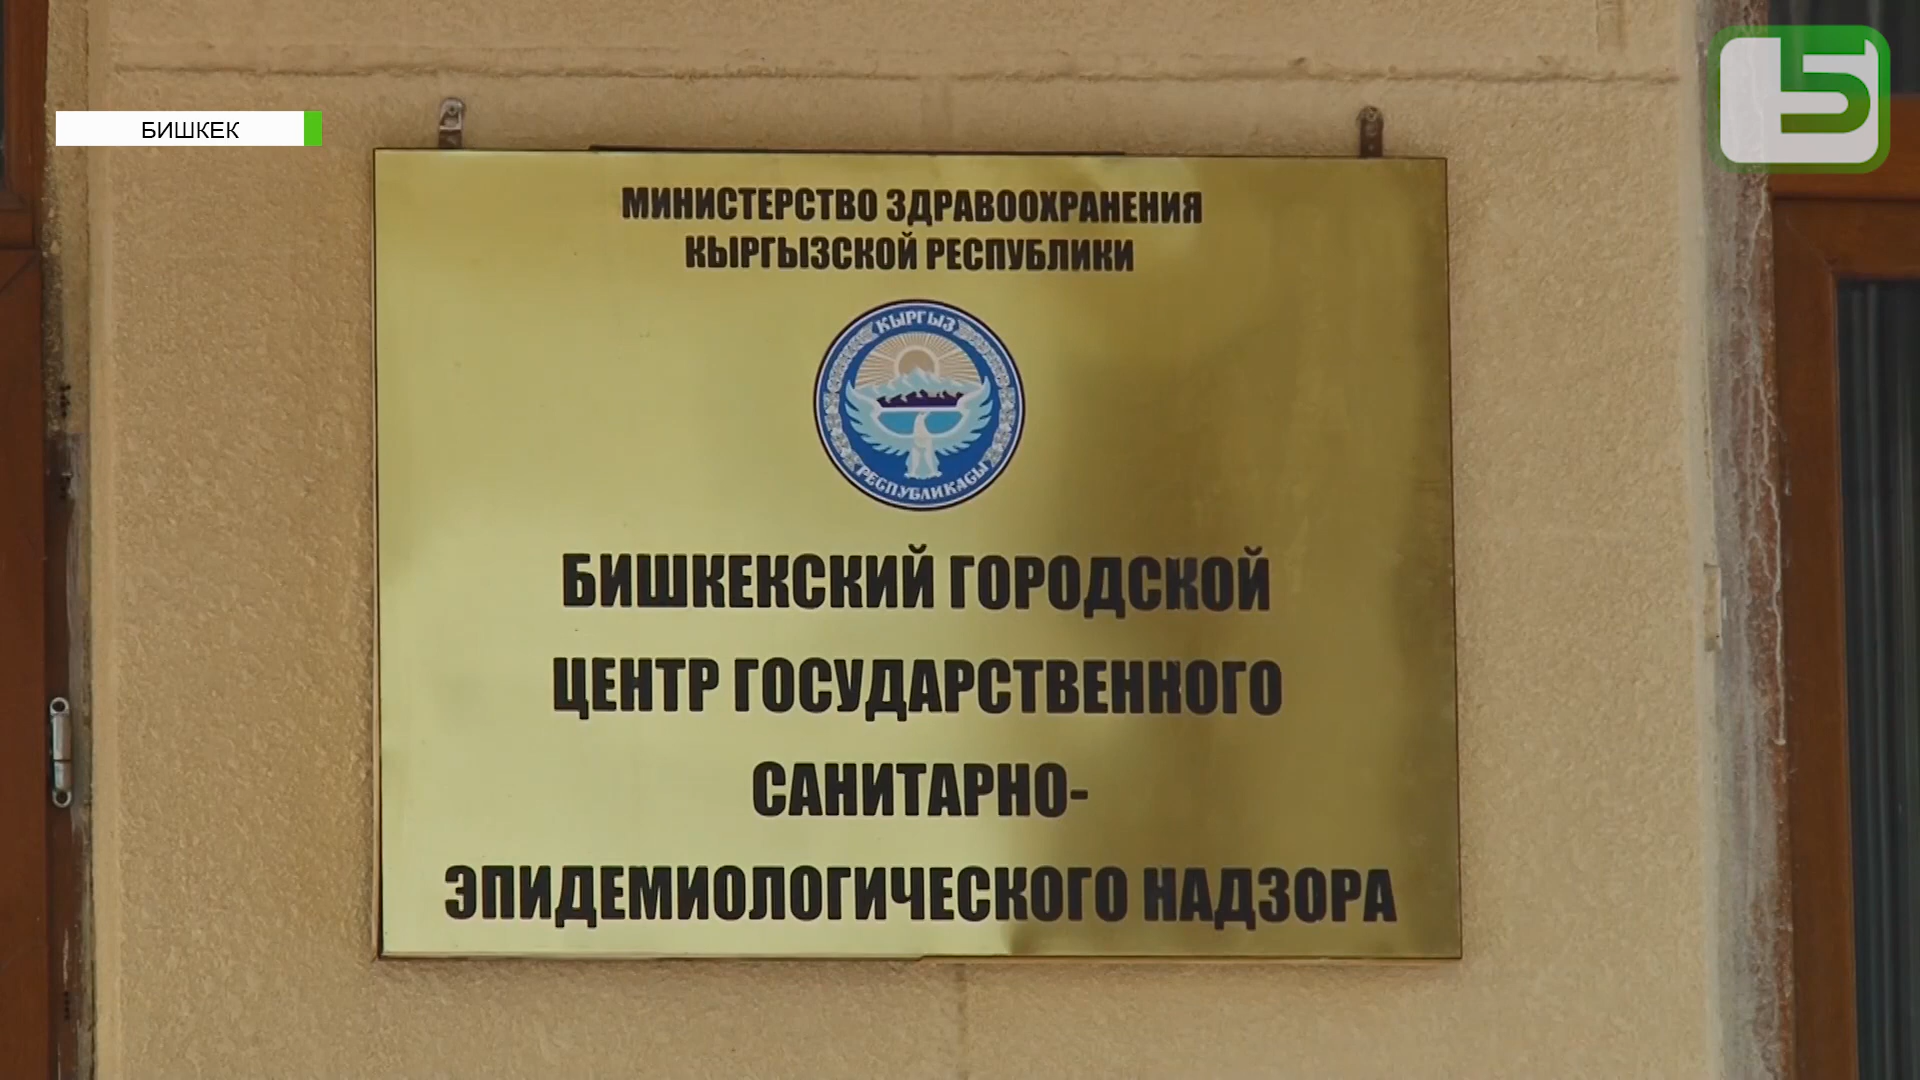 БИШКЕК
МИНИСТЕРСТВО ЗДРАВООХРАНЕНИЯ
КЫРГЫЗСКОЙ РЕСПУБЛИКИ
КЫРГЫЗ
РЕСПУБЛИКАСЫ
БИШКЕКСКИЙ ГОРОДСКОЙ
ЦЕНТР ГОСУДАРСТВЕННОГО
САНИТАРНО-
ЭПИДЕМИОЛОГИЧЕСКОГО НАДЗОРА